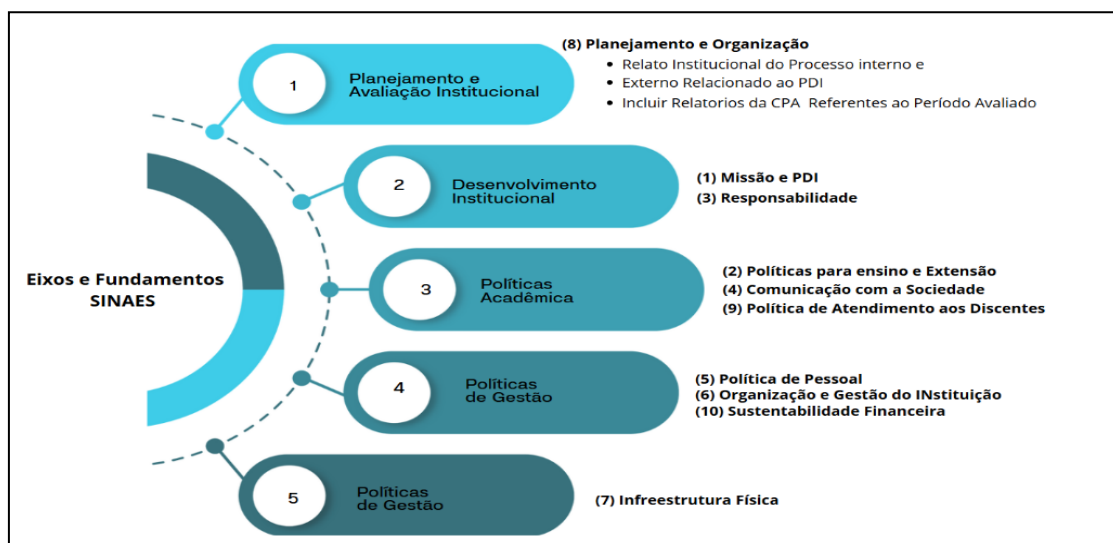 Eixos e Fundamentos
SINAES
1
Planejamento e
Avaliação Institucional
(8) Planejamento e Organização
• Relato Institucional do Processo interno e
• Externo Relacionado ao PDI
• Incluir Relatorios da CPA Referentes ao Período Avaliado
2
Desenvolvimento
Institucional
(1) Missão e PDI
(3) Responsabilidade
3
Políticas
Acadêmica
(2) Políticas para ensino e Extensão
(4) Comunicação com a Sociedade
(9) Política de Atendimento aos Discentes
4
Políticas
de Gestão
(5) Política de Pessoal
(6) Organização e Gestão do INstituição
(10) Sustentabilidade Financeira
5
Políticas
de Gestão
(7) Infreestrutura Física